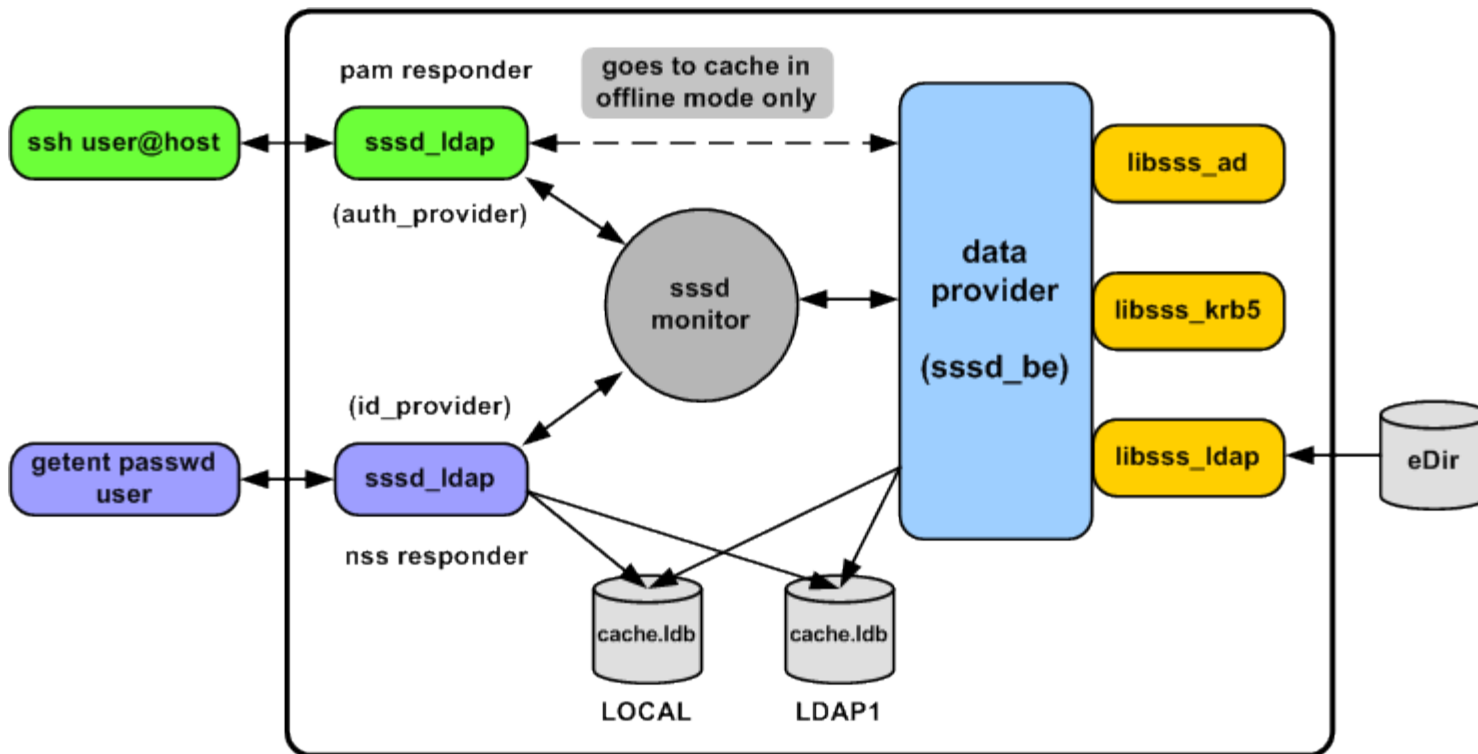 pam responder
goes to cache in
offline mode only
ssh user@host
sssd_ldap
libsss_ad
(auth_provider)
data
provider
(sssd_be)
sssd
monitor
libsss_krb5
(id_provider)
getent passwd
user
sssd_ldap
libsss_ldap
eDir
nss responder
cache.ldb
cache.ldb
LOCAL
LDAP1